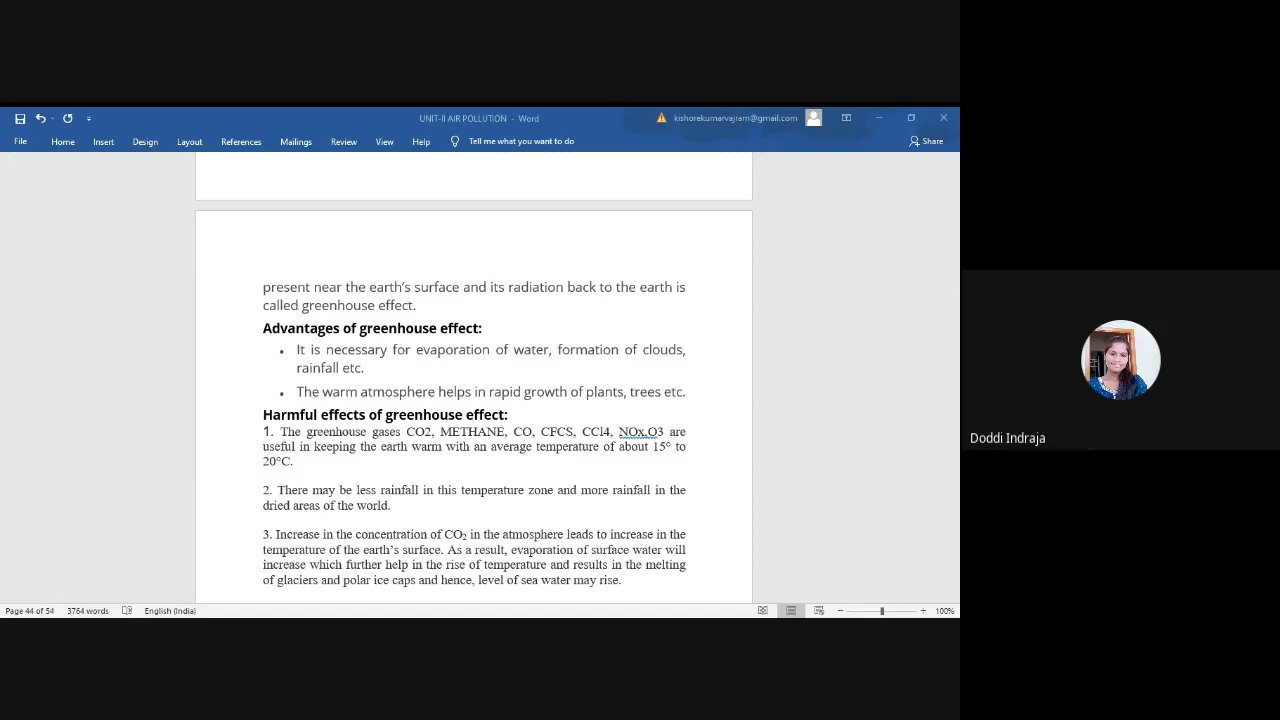 UNIT-II AIR POLLUTION - Word
kishorekumarvajram@gmail.com
File Home Insert Design Layout References Mailings Review View Help Tell me what you want to do Share
present near the earth's surface and its radiation back to the earth is
called greenhouse effect.
Advantages of greenhouse effect:
• It is necessary for evaporation of water, formation of clouds,
rainfall etc.
• The warm atmosphere helps in rapid growth of plants, trees etc.
Harmful effects of greenhouse effect:
1. The greenhouse gases CO2, METHANE, CO, CFCS, CCl4, NOx,O3 are
useful in keeping the earth warm with an average temperature of about 15° to
20°C.
2. There may be less rainfall in this temperature zone and more rainfall in the
dried areas of the world.
3. Increase in the concentration of CO₂ in the atmosphere leads to increase in the
temperature of the earth's surface. As a result, evaporation of surface water will
increase which further help in the rise of temperature and results in the melting
of glaciers and polar ice caps and hence, level of sea water may rise.
Page 44 of 54 3764 words English (India) 100%
Doddi Indraja